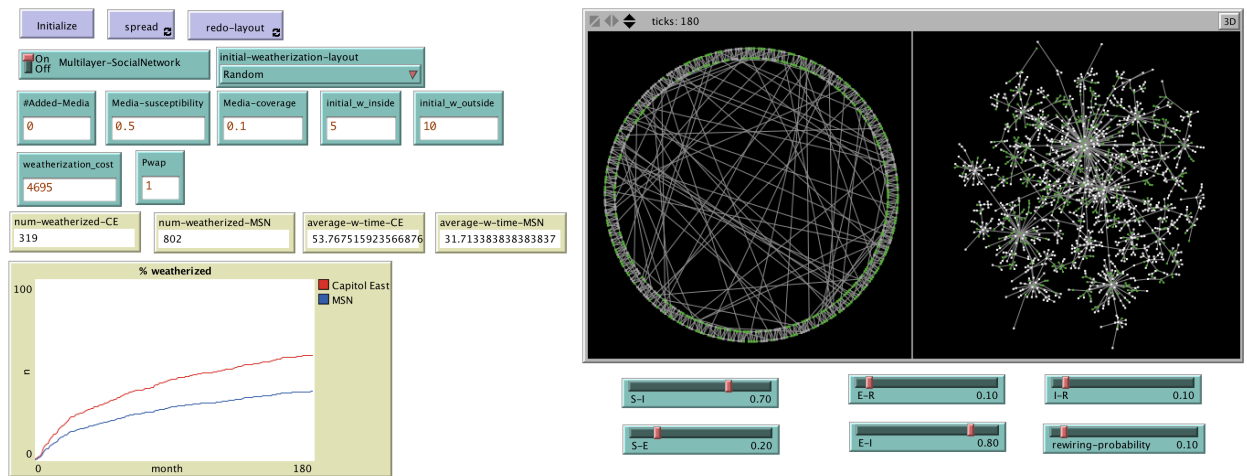 Initialize
spread
redo-layout
On
Off
Multilayer-SocialNetwork
initial-weatherization-layout
Random
#Added-Media
0
Media-susceptibility
0.5
Media-coverage
0.1
initial_w_inside
5
initial_w_outside
10
weatherization_cost
4695
Pwap
1
num-weatherized-CE
319
num-weatherized-MSN
802
average-w-time-CE
53.767515923566876
average-w-time-MSN
31.713383838383837
% weatherized
100
n
0
0
month
180
Capitol East
MSN
ticks: 180
3D
S-I
0.70
E-R
0.10
I-R
0.10
S-E
0.20
E-I
0.80
rewiring-probability
0.10